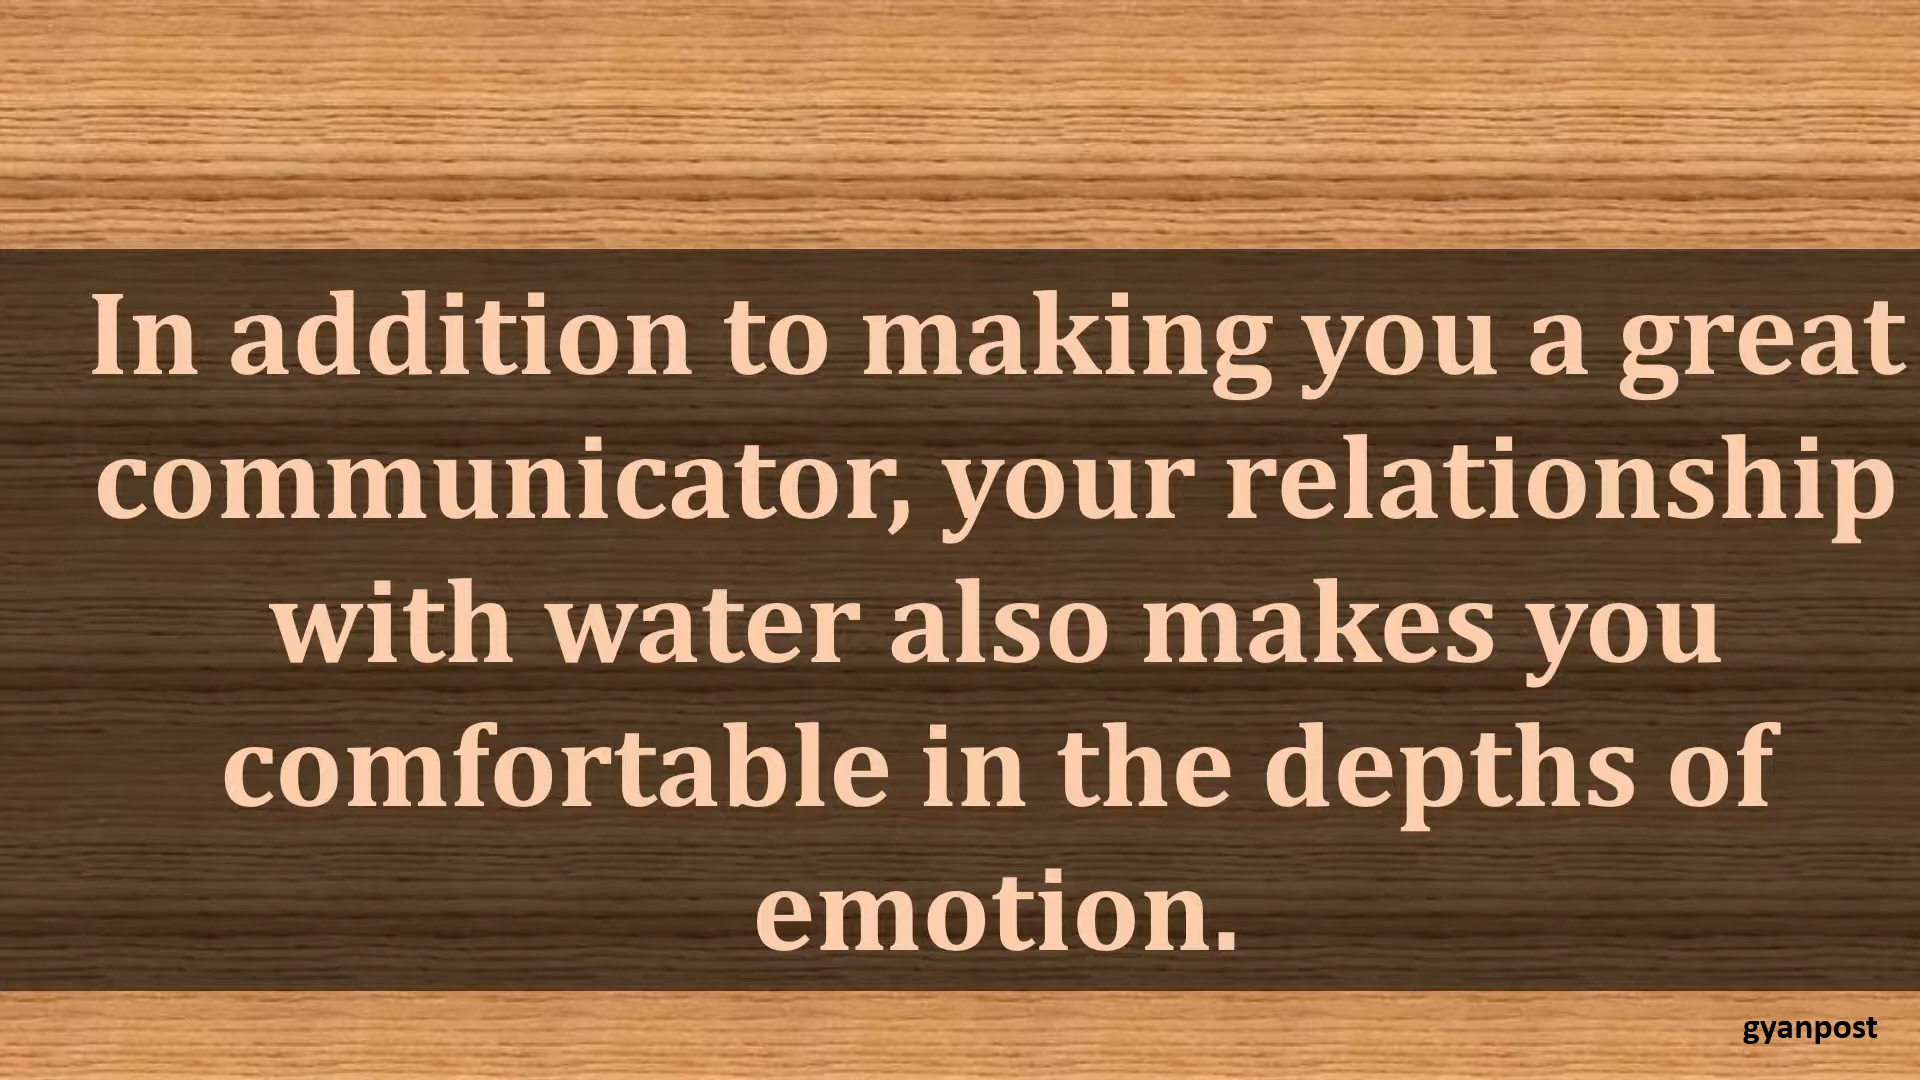 In addition to making you a great
communicator, your relationship
with water also makes you
comfortable in the depths of
emotion.
gyanpost